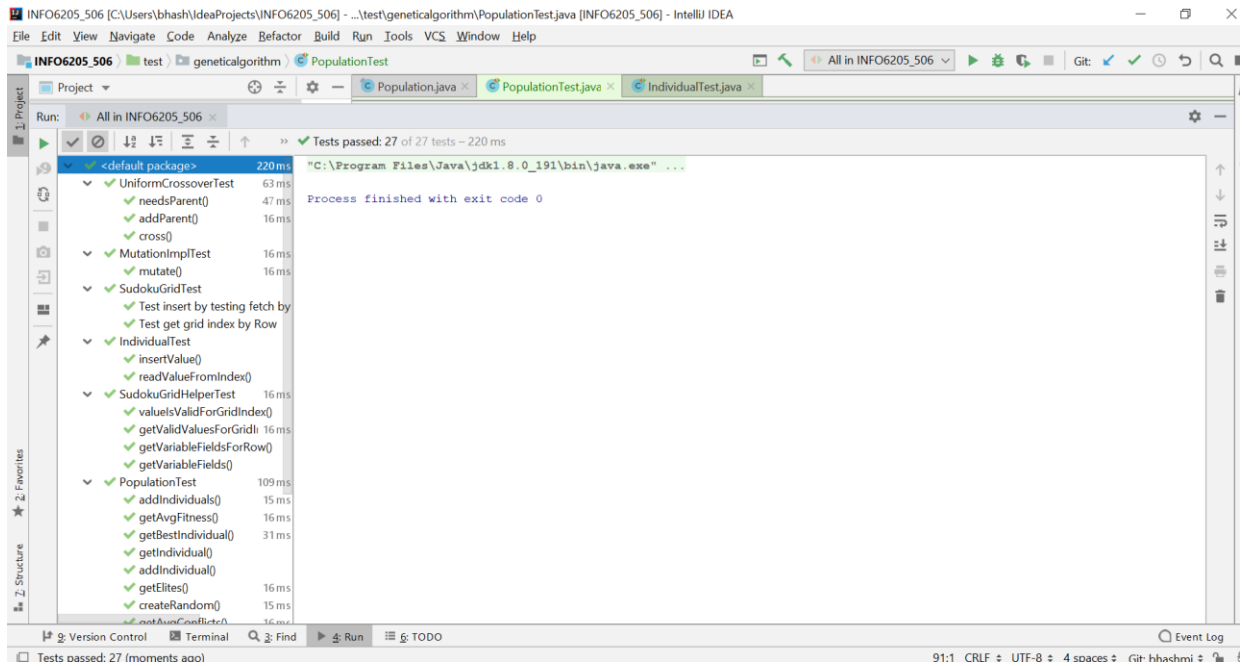 INFO6205_506 [C:\Users\bhash\IdeaProjects\INFO6205_506] - ...\test\geneticalgorithm\PopulationTest.java [INFO6205_506] - IntelliJ IDEA
File Edit View Navigate Code Analyze Refactor Build Run Tools VCS Window Help
INFO6205_506 test geneticalgorithm PopulationTest All in INFO6205_506 Git:
1: Project
Project Population.java PopulationTest.java IndividualTest.java
Run: All in INFO6205_506
Tests passed: 27 of 27 tests – 220 ms
<default package> 220 ms
"C:\Program Files\Java\jdk1.8.0_191\bin\java.exe" ...
UniformCrossoverTest 63 ms
needsParent() 47 ms
Process finished with exit code 0
addParent() 16 ms
cross()
MutationImplTest 16 ms
mutate() 16 ms
SudokuGridTest
Test insert by testing fetch by
Test get grid index by Row
IndividualTest
insertValue()
readValueFromIndex()
SudokuGridHelperTest 16 ms
valueIsValidForGridIndex()
getValidValuesForGridI 16 ms
getVariableFieldsForRow()
getVariableFields()
PopulationTest 109 ms
addIndividuals() 15 ms
getAvgFitness() 16 ms
getBestIndividual() 31 ms
getIndividual()
addIndividual()
getElites() 16 ms
createRandom() 15 ms
getAvgConflicts() 16 ms
2: Favorites
7: Structure
9: Version Control Terminal 3: Find 4: Run 6: TODO Event Log
Tests passed: 27 (moments ago) 91:1 CRLF UTF-8 4 spaces Git: bhashmi